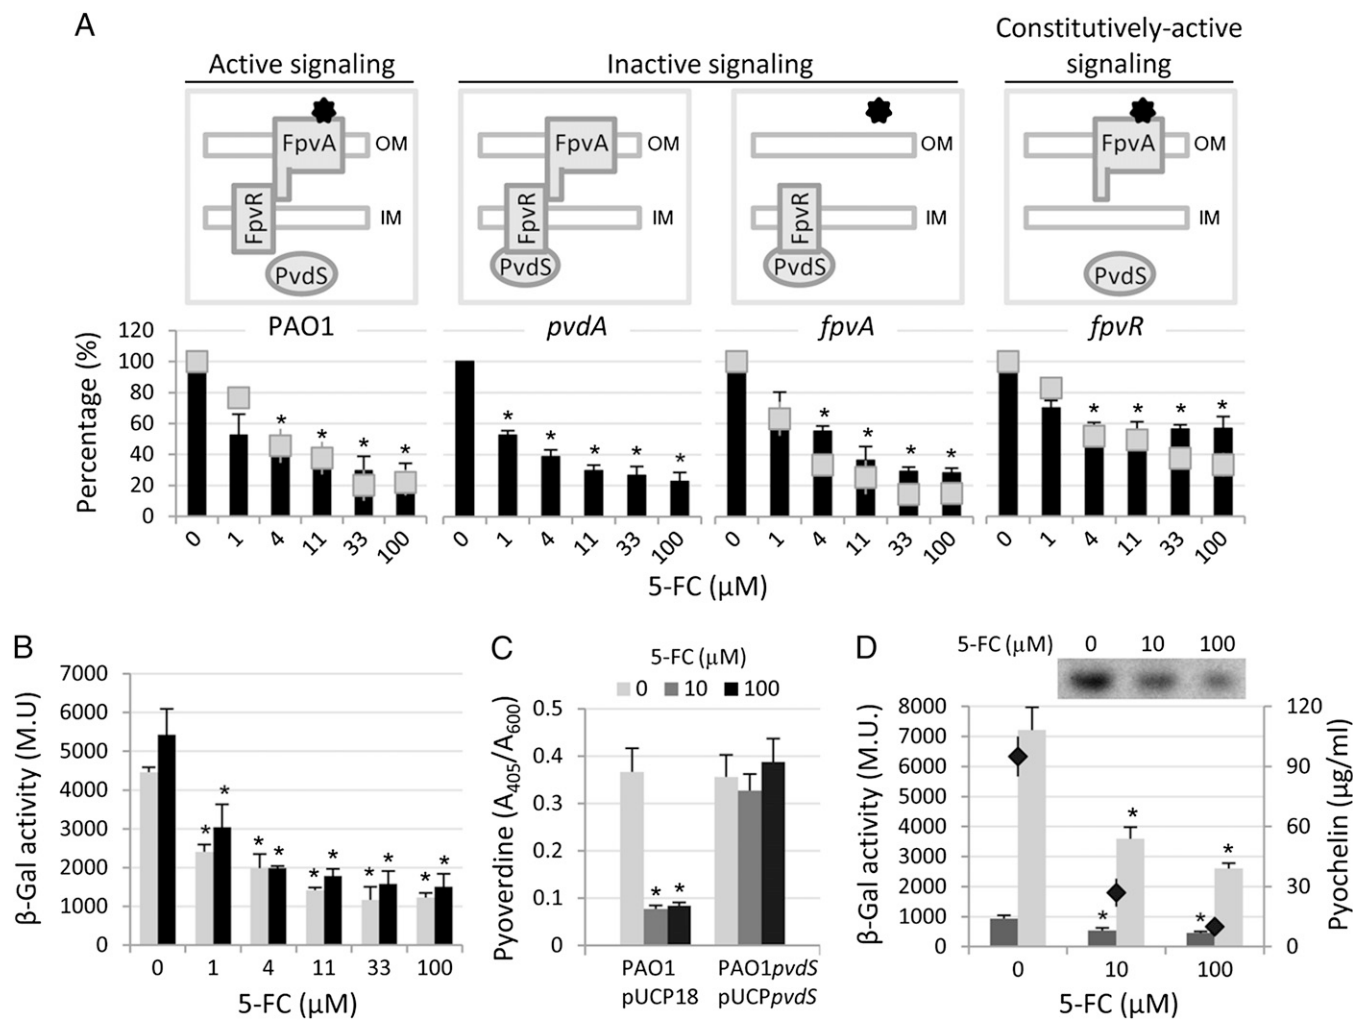 A
Active signaling
Inactive signaling
Constitutively-active
signaling
FpvA
OM
FpvR
IM
PvdS
FpvA
OM
FpvR
IM
PvdS
OM
FpvR
IM
PvdS
FpvA
OM
IM
PvdS
PAO1
pvdA
fpvA
fpvR
Percentage (%)
120
100
80
60
40
20
0
* * * *
* * * * *
* * * *
* * * *
0 1 4 11 33 100
0 1 4 11 33 100
0 1 4 11 33 100
0 1 4 11 33 100
5-FC (μM)
B
β-Gal activity (M.U)
7000
6000
5000
4000
3000
2000
1000
0
* * * * * * * * * *
0 1 4 11 33 100
5-FC (μM)
C
5-FC (μM)
0 10 100
Pyoverdine (A405/A600)
0.5
0.4
0.3
0.2
0.1
0
* *
PAO1 PAO1pvdS
pUCP18 pUCPpvdS
D
5-FC (μM) 0 10 100
β-Gal activity (M.U.)
8000
7000
6000
5000
4000
3000
2000
1000
0
* * * *
120
90
60
30
0
Pyochelin (μg/ml)
0 10 100
5-FC (μM)